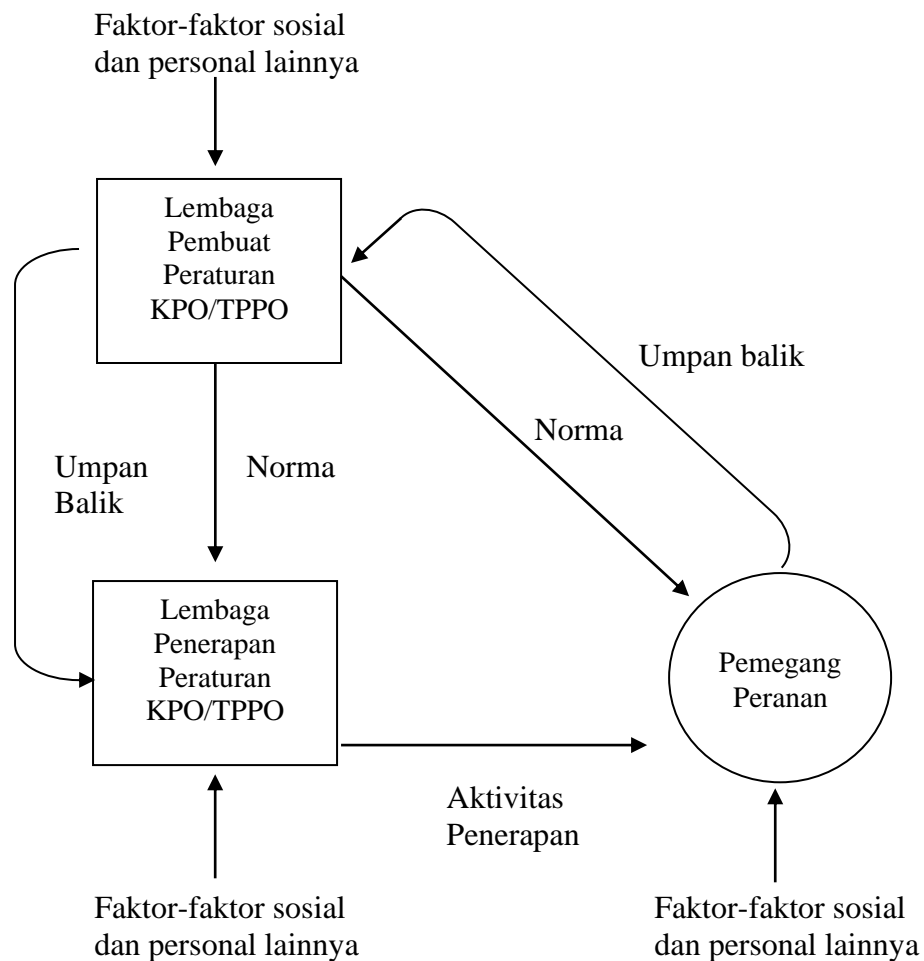 Faktor-faktor sosial
dan personal lainnya
Lembaga
Pembuat
Peraturan
KPO/TPPO
Umpan balik
Norma
Umpan
Balik
Norma
Lembaga
Penerapan
Peraturan
KPO/TPPO
Pemegang
Peranan
Aktivitas
Penerapan
Faktor-faktor sosial
dan personal lainnya
Faktor-faktor sosial
dan personal lainnya